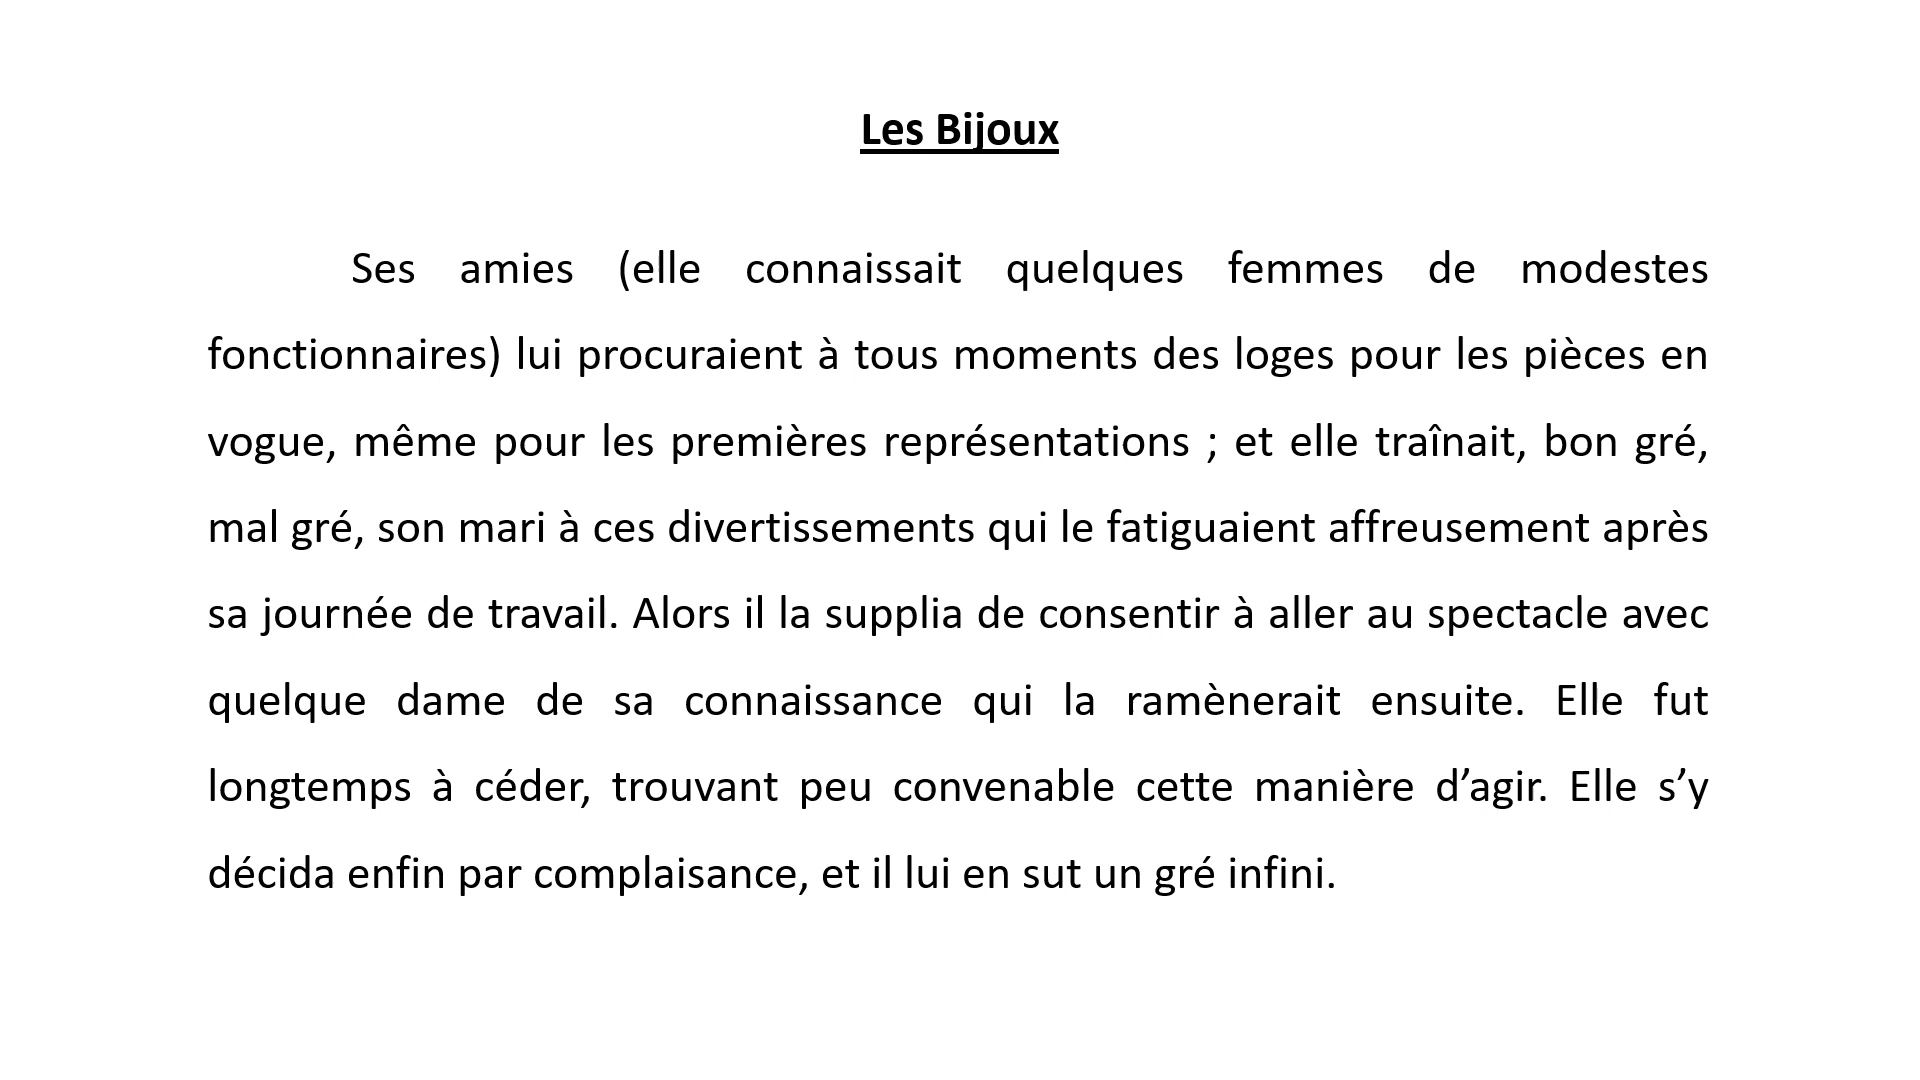 Les Bijoux
Ses amies (elle connaissait quelques femmes de modestes
fonctionnaires) lui procuraient à tous moments des loges pour les pièces en
vogue, même pour les premières représentations ; et elle traînait, bon gré,
mal gré, son mari à ces divertissements qui le fatiguaient affreusement après
sa journée de travail. Alors il la supplia de consentir à aller au spectacle avec
quelque dame de sa connaissance qui la ramènerait ensuite. Elle fut
longtemps à céder, trouvant peu convenable cette manière d’agir. Elle s’y
décida enfin par complaisance, et il lui en sut un gré infini.